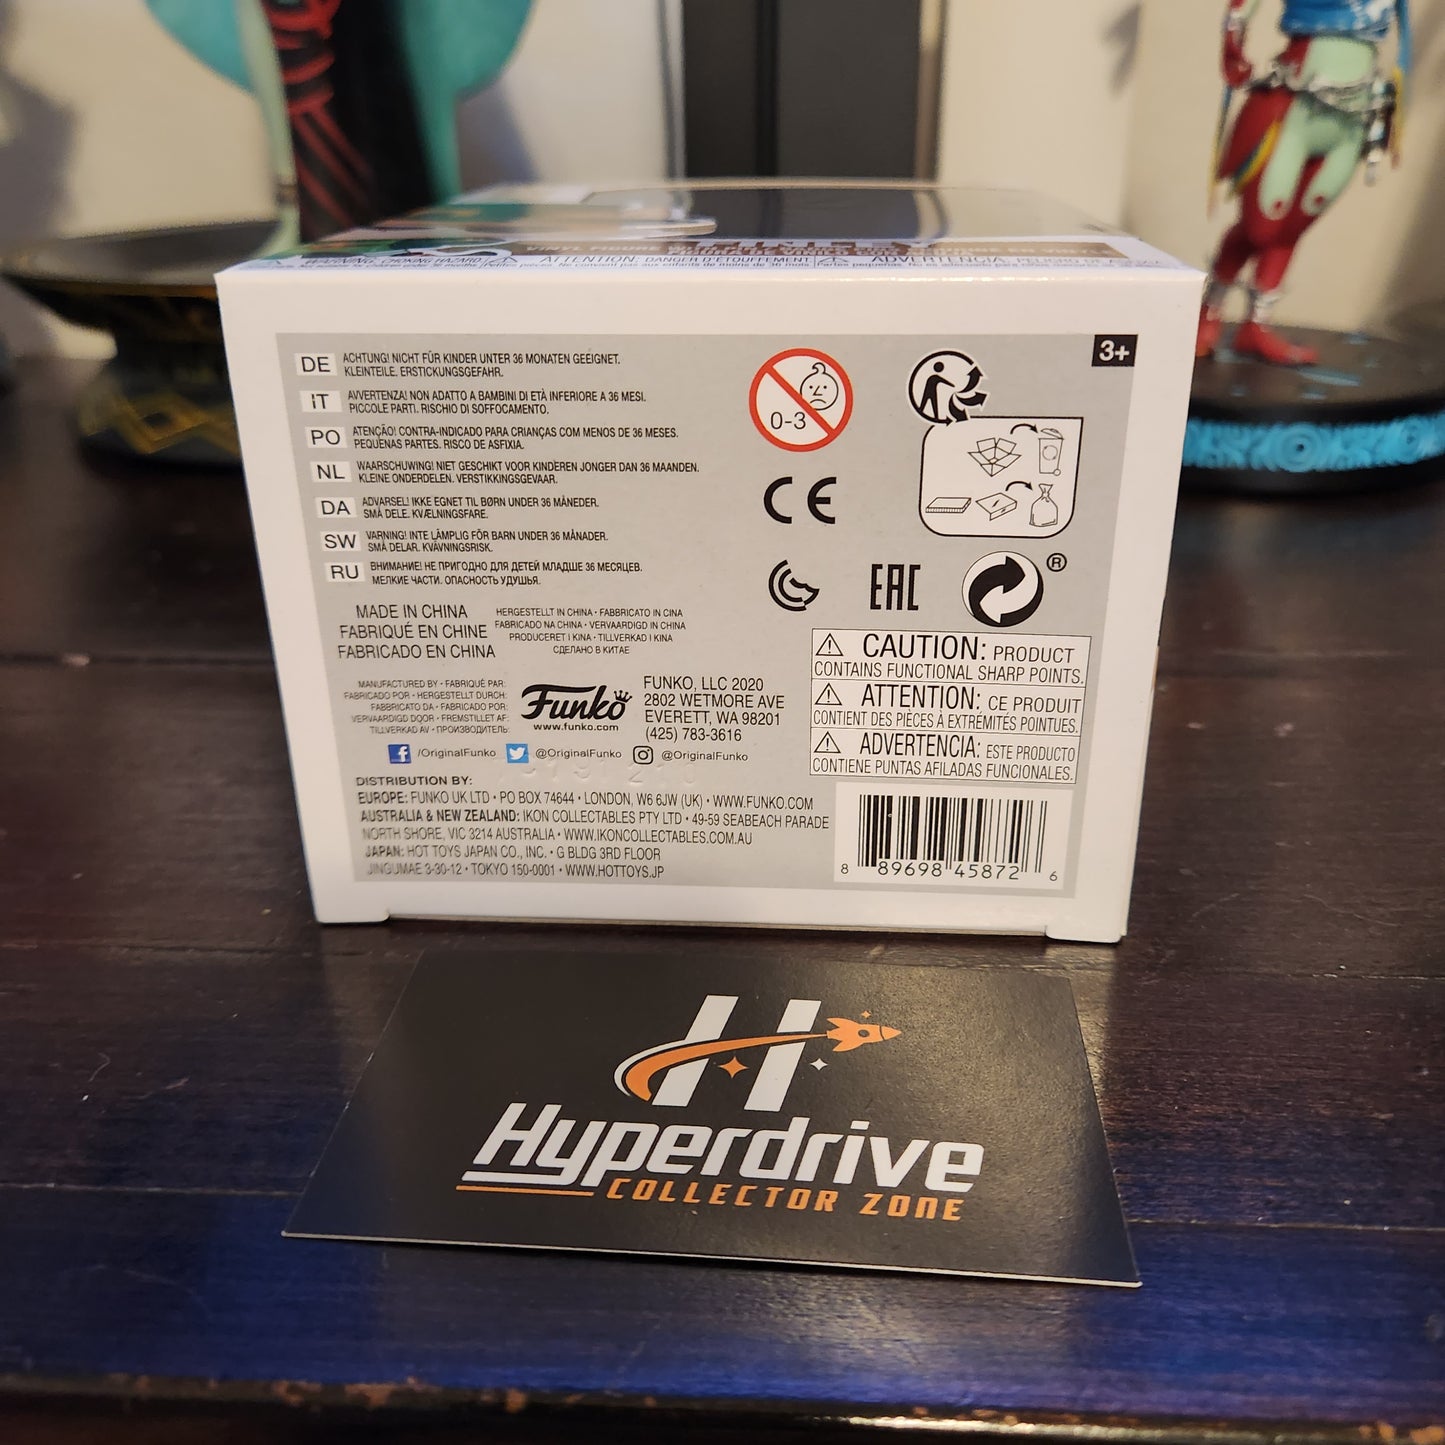 WARNING: CHOKING HAZARD
ATTENTION: DANGER D'ÉTOUFFEMENT
ADVERTENCIA: PELIGRO DE ASFIXIA
3+
DE ACHTUNG! NICHT FÜR KINDER UNTER 36 MONATEN GEEIGNET.
KLEINTEILE. ERSTICKUNGSGEFAHR.
IT AVVERTENZA! NON ADATTO A BAMBINI DI ETÀ INFERIORE A 36 MESI.
PICCOLE PARTI. RISCHIO DI SOFFOCAMENTO.
PO ATENÇÃO! CONTRA-INDICADO PARA CRIANÇAS COM MENOS DE 36 MESES.
PEQUENAS PARTES. RISCO DE ASFIXIA.
NL WAARSCHUWING! NIET GESCHIKT VOOR KINDEREN JONGER DAN 36 MAANDEN.
KLEINE ONDERDELEN. VERSTIKKINGSGEVAAR.
DA ADVARSEL! IKKE EGNET TIL BØRN UNDER 36 MÅNEDER.
SMÅ DELE. KVÆLNINGSFARE.
SW VARNING! INTE LÄMPLIG FÖR BARN UNDER 36 MÅNADER.
SMÅ DELAR. KVÄVNINGSRISK.
RU ВНИМАНИЕ! НЕ ПРИГОДНО ДЛЯ ДЕТЕЙ МЛАДШЕ 36 МЕСЯЦЕВ.
МЕЛКИЕ ЧАСТИ. ОПАСНОСТЬ УДУШЬЯ.
0-3
CE
EAC
®
MADE IN CHINA
FABRIQUÉ EN CHINE
FABRICADO EN CHINA
HERGESTELLT IN CHINA • FABBRICATO IN CINA
FABRICADO NA CHINA • VERVAARDIGD IN CHINA
PRODUCERET I KINA • TILLVERKAD I KINA
СДЕЛАНО В КИТАЕ
MANUFACTURED BY • FABRIQUÉ PAR:
FABRICADO POR • HERGESTELLT DURCH:
FABBRICATO DA • FABRICADO POR:
VERVAARDIGD DOOR • FREMSTILLET AF:
TILLVERKAD AV • ПРОИЗВОДИТЕЛЬ:
Funko
www.funko.com
FUNKO, LLC 2020
2802 WETMORE AVE
EVERETT, WA 98201
(425) 783-3616
/OriginalFunko @OriginalFunko @OriginalFunko
CAUTION: PRODUCT
CONTAINS FUNCTIONAL SHARP POINTS.
ATTENTION: CE PRODUIT
CONTIENT DES PIÈCES À EXTRÉMITÉS POINTUES.
ADVERTENCIA: ESTE PRODUCTO
CONTIENE PUNTAS AFILADAS FUNCIONALES.
DISTRIBUTION BY:
EUROPE: FUNKO UK LTD • PO BOX 74644 • LONDON, W6 6JW (UK) • WWW.FUNKO.COM
AUSTRALIA & NEW ZEALAND: IKON COLLECTABLES PTY LTD • 49-59 SEABEACH PARADE
NORTH SHORE, VIC 3214 AUSTRALIA • WWW.IKONCOLLECTABLES.COM.AU
JAPAN: HOT TOYS JAPAN CO., INC. • G BLDG 3RD FLOOR
JINGUMAE 3-30-12 • TOKYO 150-0001 • WWW.HOTTOYS.JP
8 89698 45872 6
H
Hyperdrive
COLLECTOR ZONE